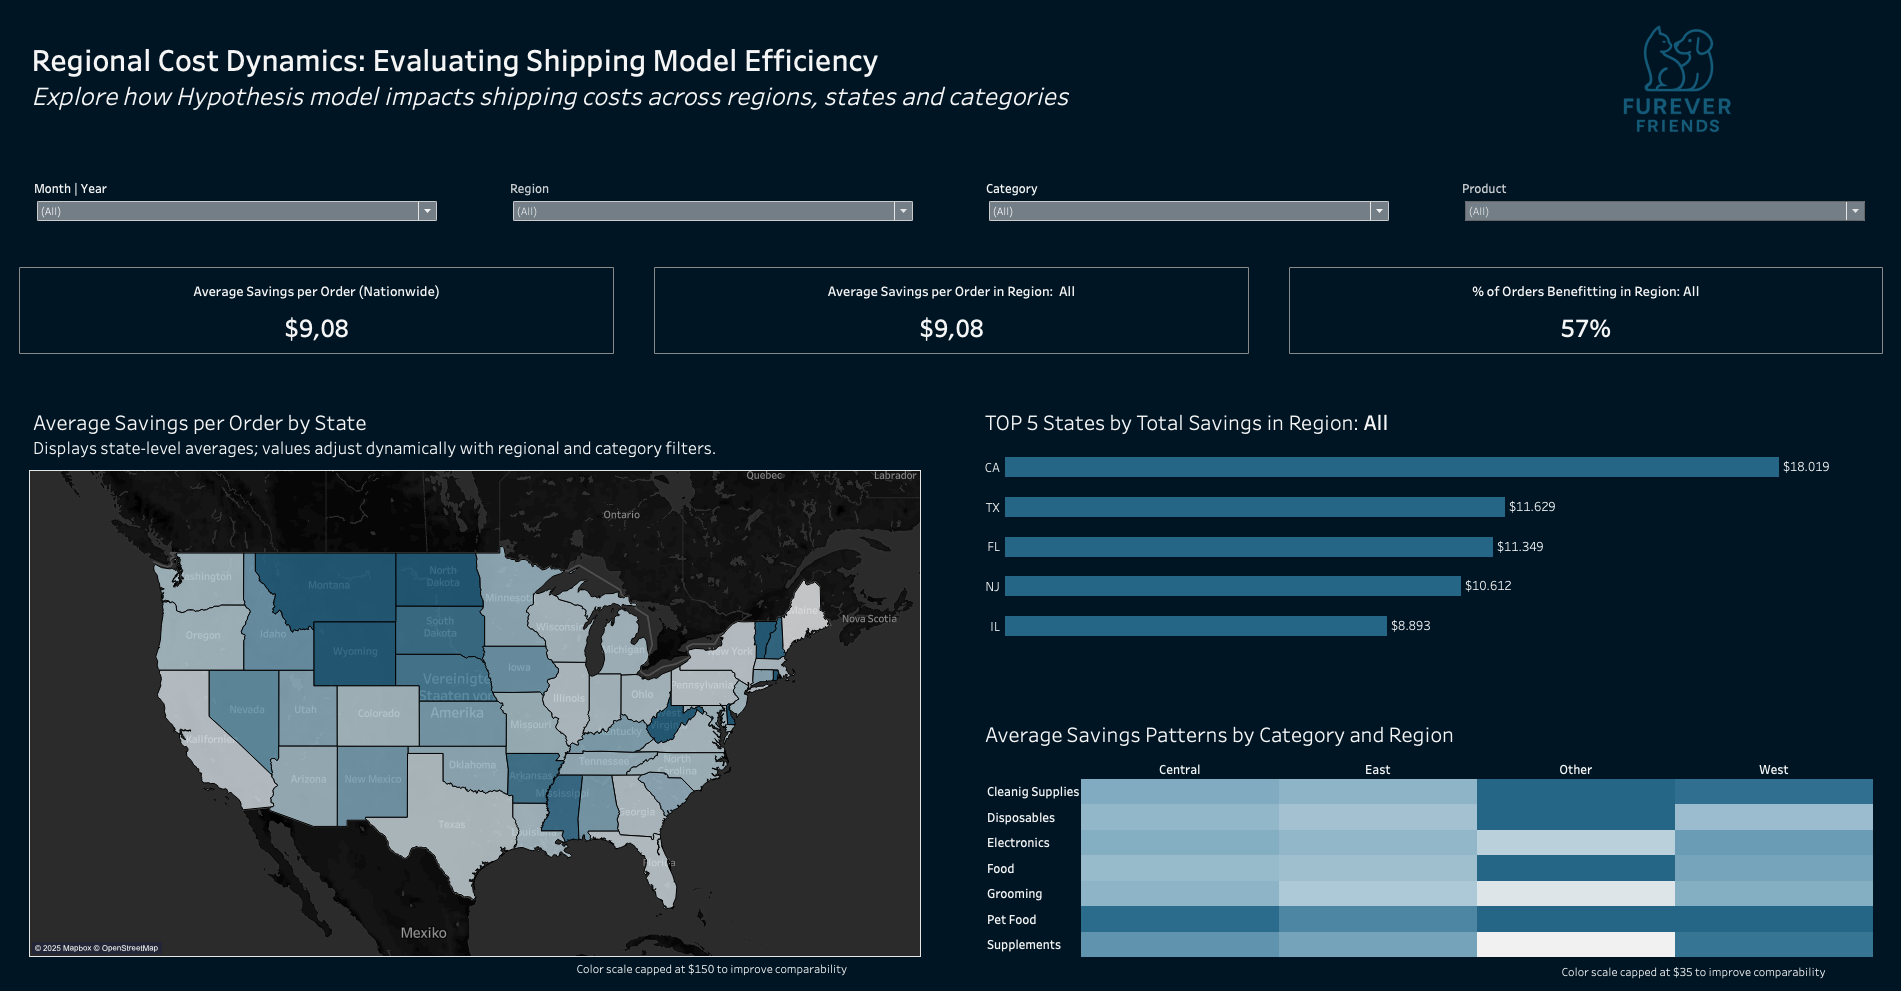 Regional Cost Dynamics: Evaluating Shipping Model Efficiency
Explore how Hypothesis model impacts shipping costs across regions, states and categories
FUREVER
FRIENDS
Month | Year
Region
Category
Product
(All)
(All)
(All)
(All)
Average Savings per Order (Nationwide)
$9,08
Average Savings per Order in Region: All
$9,08
% of Orders Benefitting in Region: All
57%
Average Savings per Order by State
Displays state-level averages; values adjust dynamically with regional and category filters.
Quebec
Labrador
Ontario
Nova Scotia
Montana
North
Dakota
Minnesota
South
Dakota
Oregon
Idaho
Wyoming
Wisconsin
Michigan
Maine
New York
Iowa
Vereinigte
Staaten von
Amerika
Nevada
Utah
Colorado
Illinois
Ohio
Pennsylvania
Missouri
West
Virginia
Kalifornien
Arizona
New Mexico
Oklahoma
Arkansas
Tennessee
North
Carolina
Mississippi
Georgia
Texas
Louisiana
Florida
Mexiko
© 2025 Mapbox © OpenStreetMap
Color scale capped at $150 to improve comparability
TOP 5 States by Total Savings in Region: All
CA $18.019
TX $11.629
FL $11.349
NJ $10.612
IL $8.893
Average Savings Patterns by Category and Region
Central East Other West
Cleanig Supplies
Disposables
Electronics
Food
Grooming
Pet Food
Supplements
Color scale capped at $35 to improve comparability